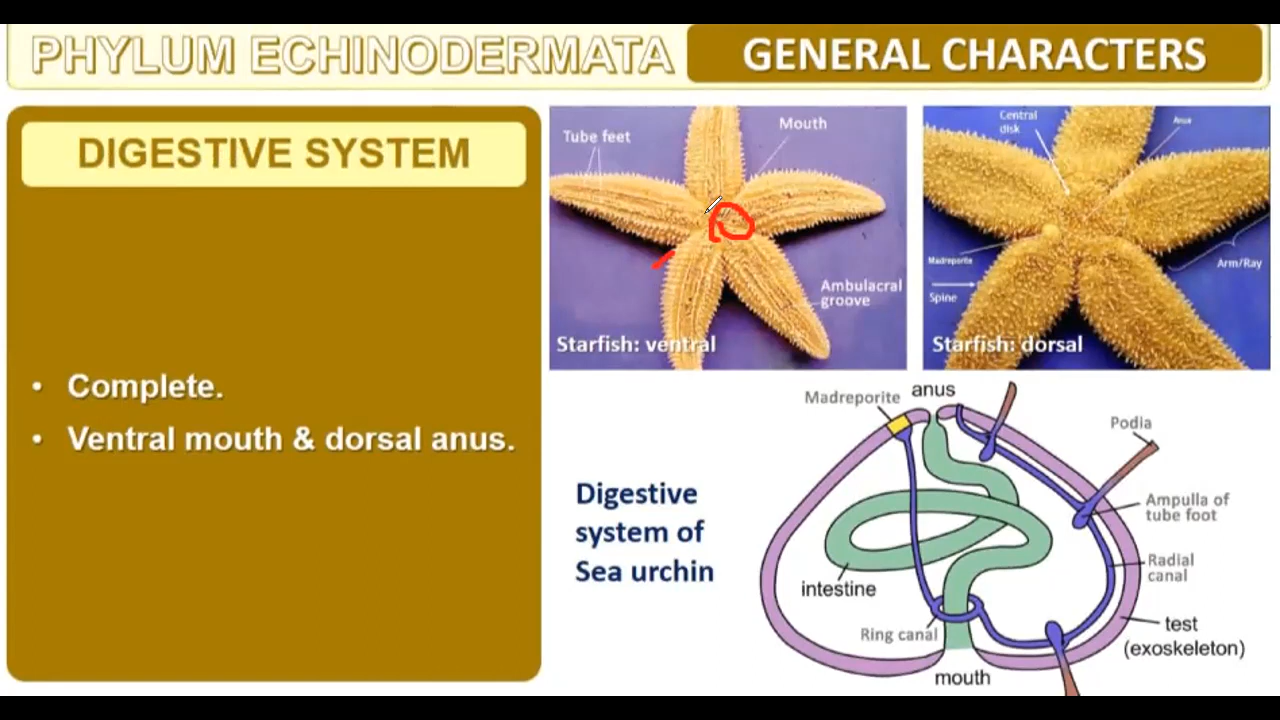 PHYLUM ECHINODERMATA
GENERAL CHARACTERS
DIGESTIVE SYSTEM
• Complete.
• Ventral mouth & dorsal anus.
Tube feet
Mouth
Ambulacral
groove
Starfish: ventral
Central
disk
Anus
Madreporite
Arm/Ray
Spine
Starfish: dorsal
Digestive
system of
Sea urchin
Madreporite
anus
Podia
Ampulla of
tube foot
Radial
canal
intestine
Ring canal
test
(exoskeleton)
mouth